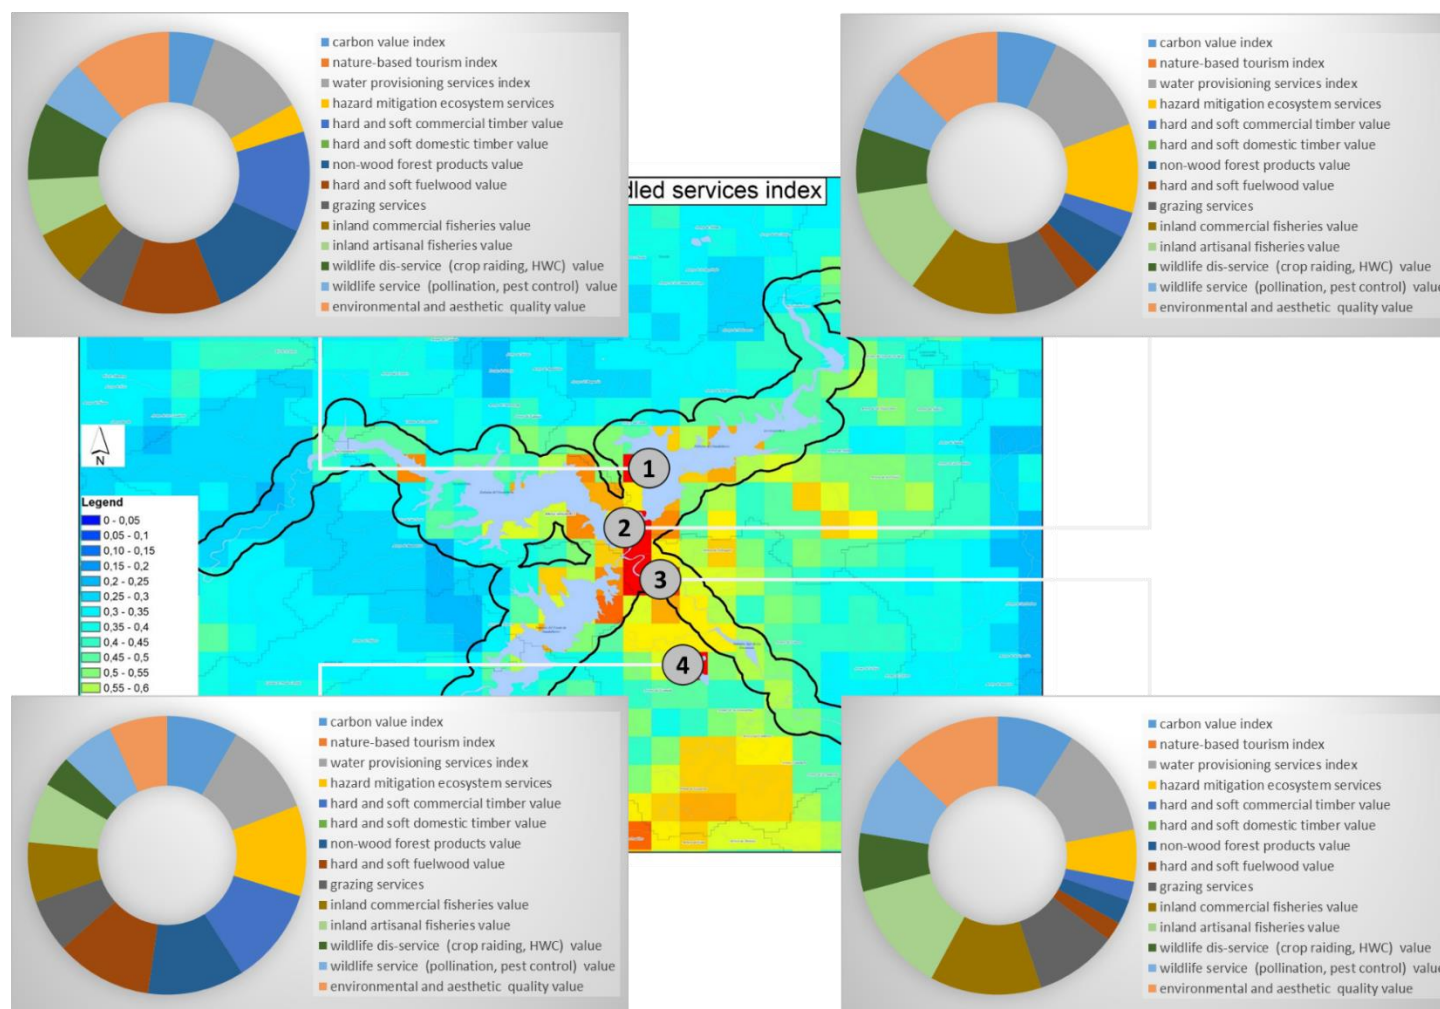 carbon value index
nature-based tourism index
water provisioning services index
hazard mitigation ecosystem services
hard and soft commercial timber value
hard and soft domestic timber value
non-wood forest products value
hard and soft fuelwood value
grazing services
inland commercial fisheries value
inland artisanal fisheries value
wildlife dis-service (crop raiding, HWC) value
wildlife service (pollination, pest control) value
environmental and aesthetic quality value
carbon value index
nature-based tourism index
water provisioning services index
hazard mitigation ecosystem services
hard and soft commercial timber value
hard and soft domestic timber value
non-wood forest products value
hard and soft fuelwood value
grazing services
inland commercial fisheries value
inland artisanal fisheries value
wildlife dis-service (crop raiding, HWC) value
wildlife service (pollination, pest control) value
environmental and aesthetic quality value
services index
N
1
2
3
4
Legend
0 - 0,05
0,05 - 0,1
0,10 - 0,15
0,15 - 0,2
0,2 - 0,25
0,25 - 0,3
0,3 - 0,35
0,35 - 0,4
0,4 - 0,45
0,45 - 0,5
0,5 - 0,55
0,55 - 0,6
carbon value index
nature-based tourism index
water provisioning services index
hazard mitigation ecosystem services
hard and soft commercial timber value
hard and soft domestic timber value
non-wood forest products value
hard and soft fuelwood value
grazing services
inland commercial fisheries value
inland artisanal fisheries value
wildlife dis-service (crop raiding, HWC) value
wildlife service (pollination, pest control) value
environmental and aesthetic quality value
carbon value index
nature-based tourism index
water provisioning services index
hazard mitigation ecosystem services
hard and soft commercial timber value
hard and soft domestic timber value
non-wood forest products value
hard and soft fuelwood value
grazing services
inland commercial fisheries value
inland artisanal fisheries value
wildlife dis-service (crop raiding, HWC) value
wildlife service (pollination, pest control) value
environmental and aesthetic quality value